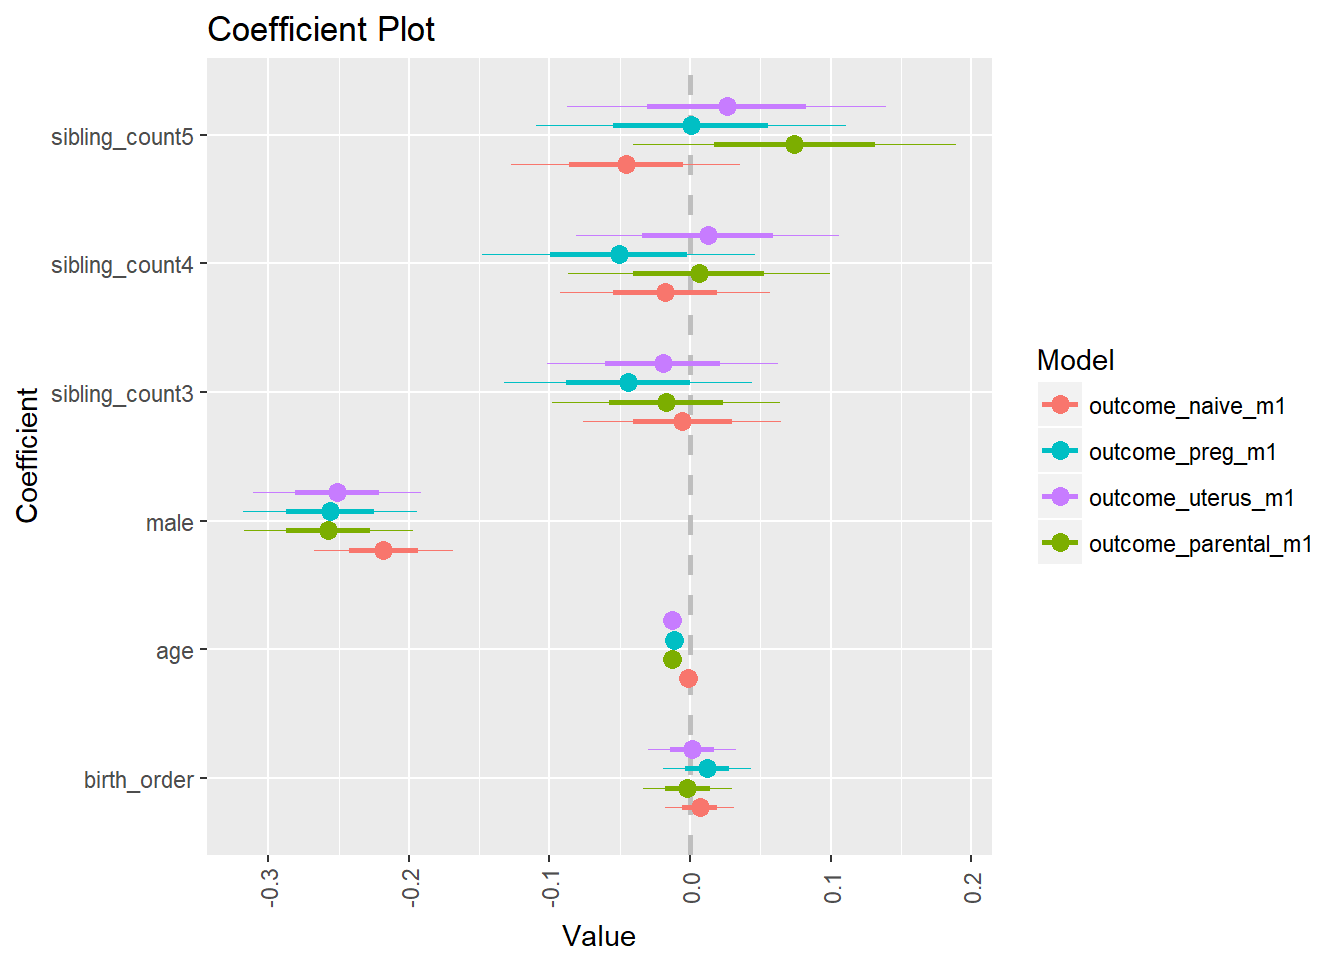 Coefficient Plot
Coefficient
sibling_count5
sibling_count4
sibling_count3
male
age
birth_order
-0.3
-0.2
-0.1
0.0
0.1
0.2
Value
Model
outcome_naive_m1
outcome_preg_m1
outcome_uterus_m1
outcome_parental_m1